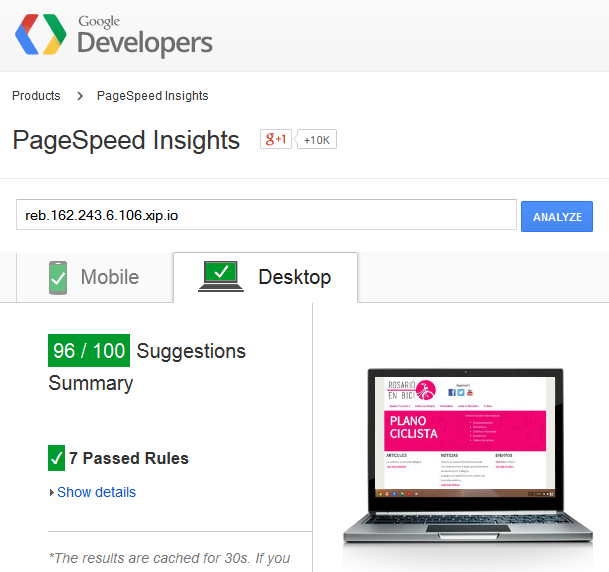 Google
Developers
Products > PageSpeed Insights
PageSpeed Insights g+1 +10K
reb.162.243.6.106.xip.io ANALYZE
Mobile Desktop
96 / 100 Suggestions
Summary
7 Passed Rules
Show details
*The results are cached for 30s. If you
ROSARIO
EN BICI
PLANO
CICLISTA
ARTICULOS NOTICIAS EVENTOS